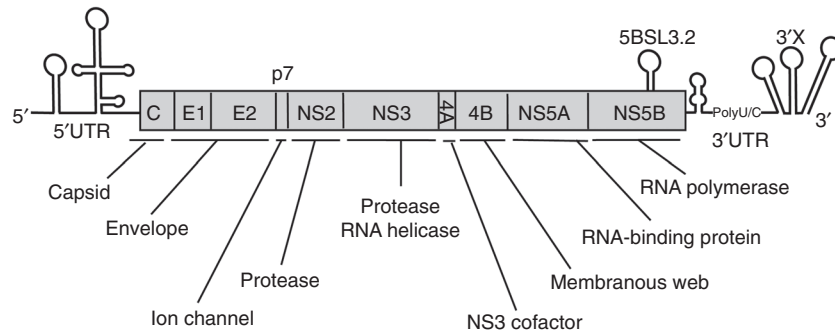 5BSL3.2
3′X
p7
5′
5′UTR
C
E1
E2
NS2
NS3
4A
4B
NS5A
NS5B
PolyU/C
3′UTR
3′
Capsid
Envelope
Ion channel
Protease
Protease
RNA helicase
NS3 cofactor
Membranous web
RNA-binding protein
RNA polymerase